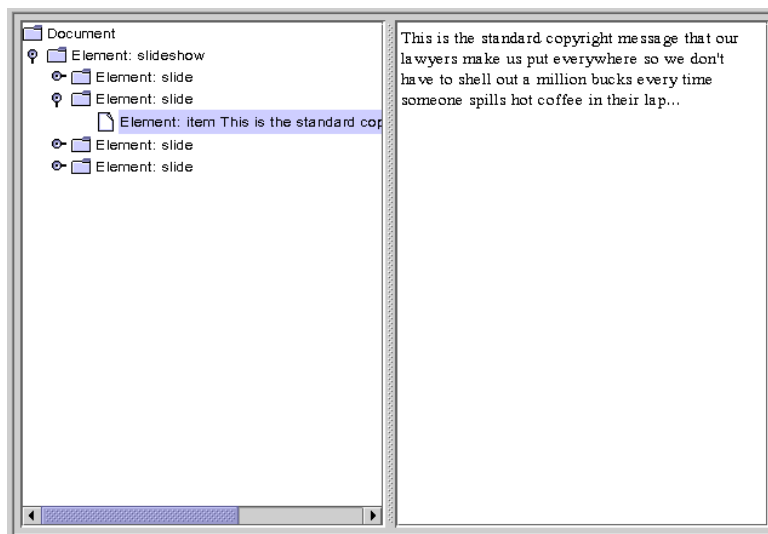 Document
Element: slideshow
Element: slide
Element: slide
Element: item This is the standard cop
Element: slide
Element: slide
This is the standard copyright message that our
lawyers make us put everywhere so we don't
have to shell out a million bucks every time
someone spills hot coffee in their lap...